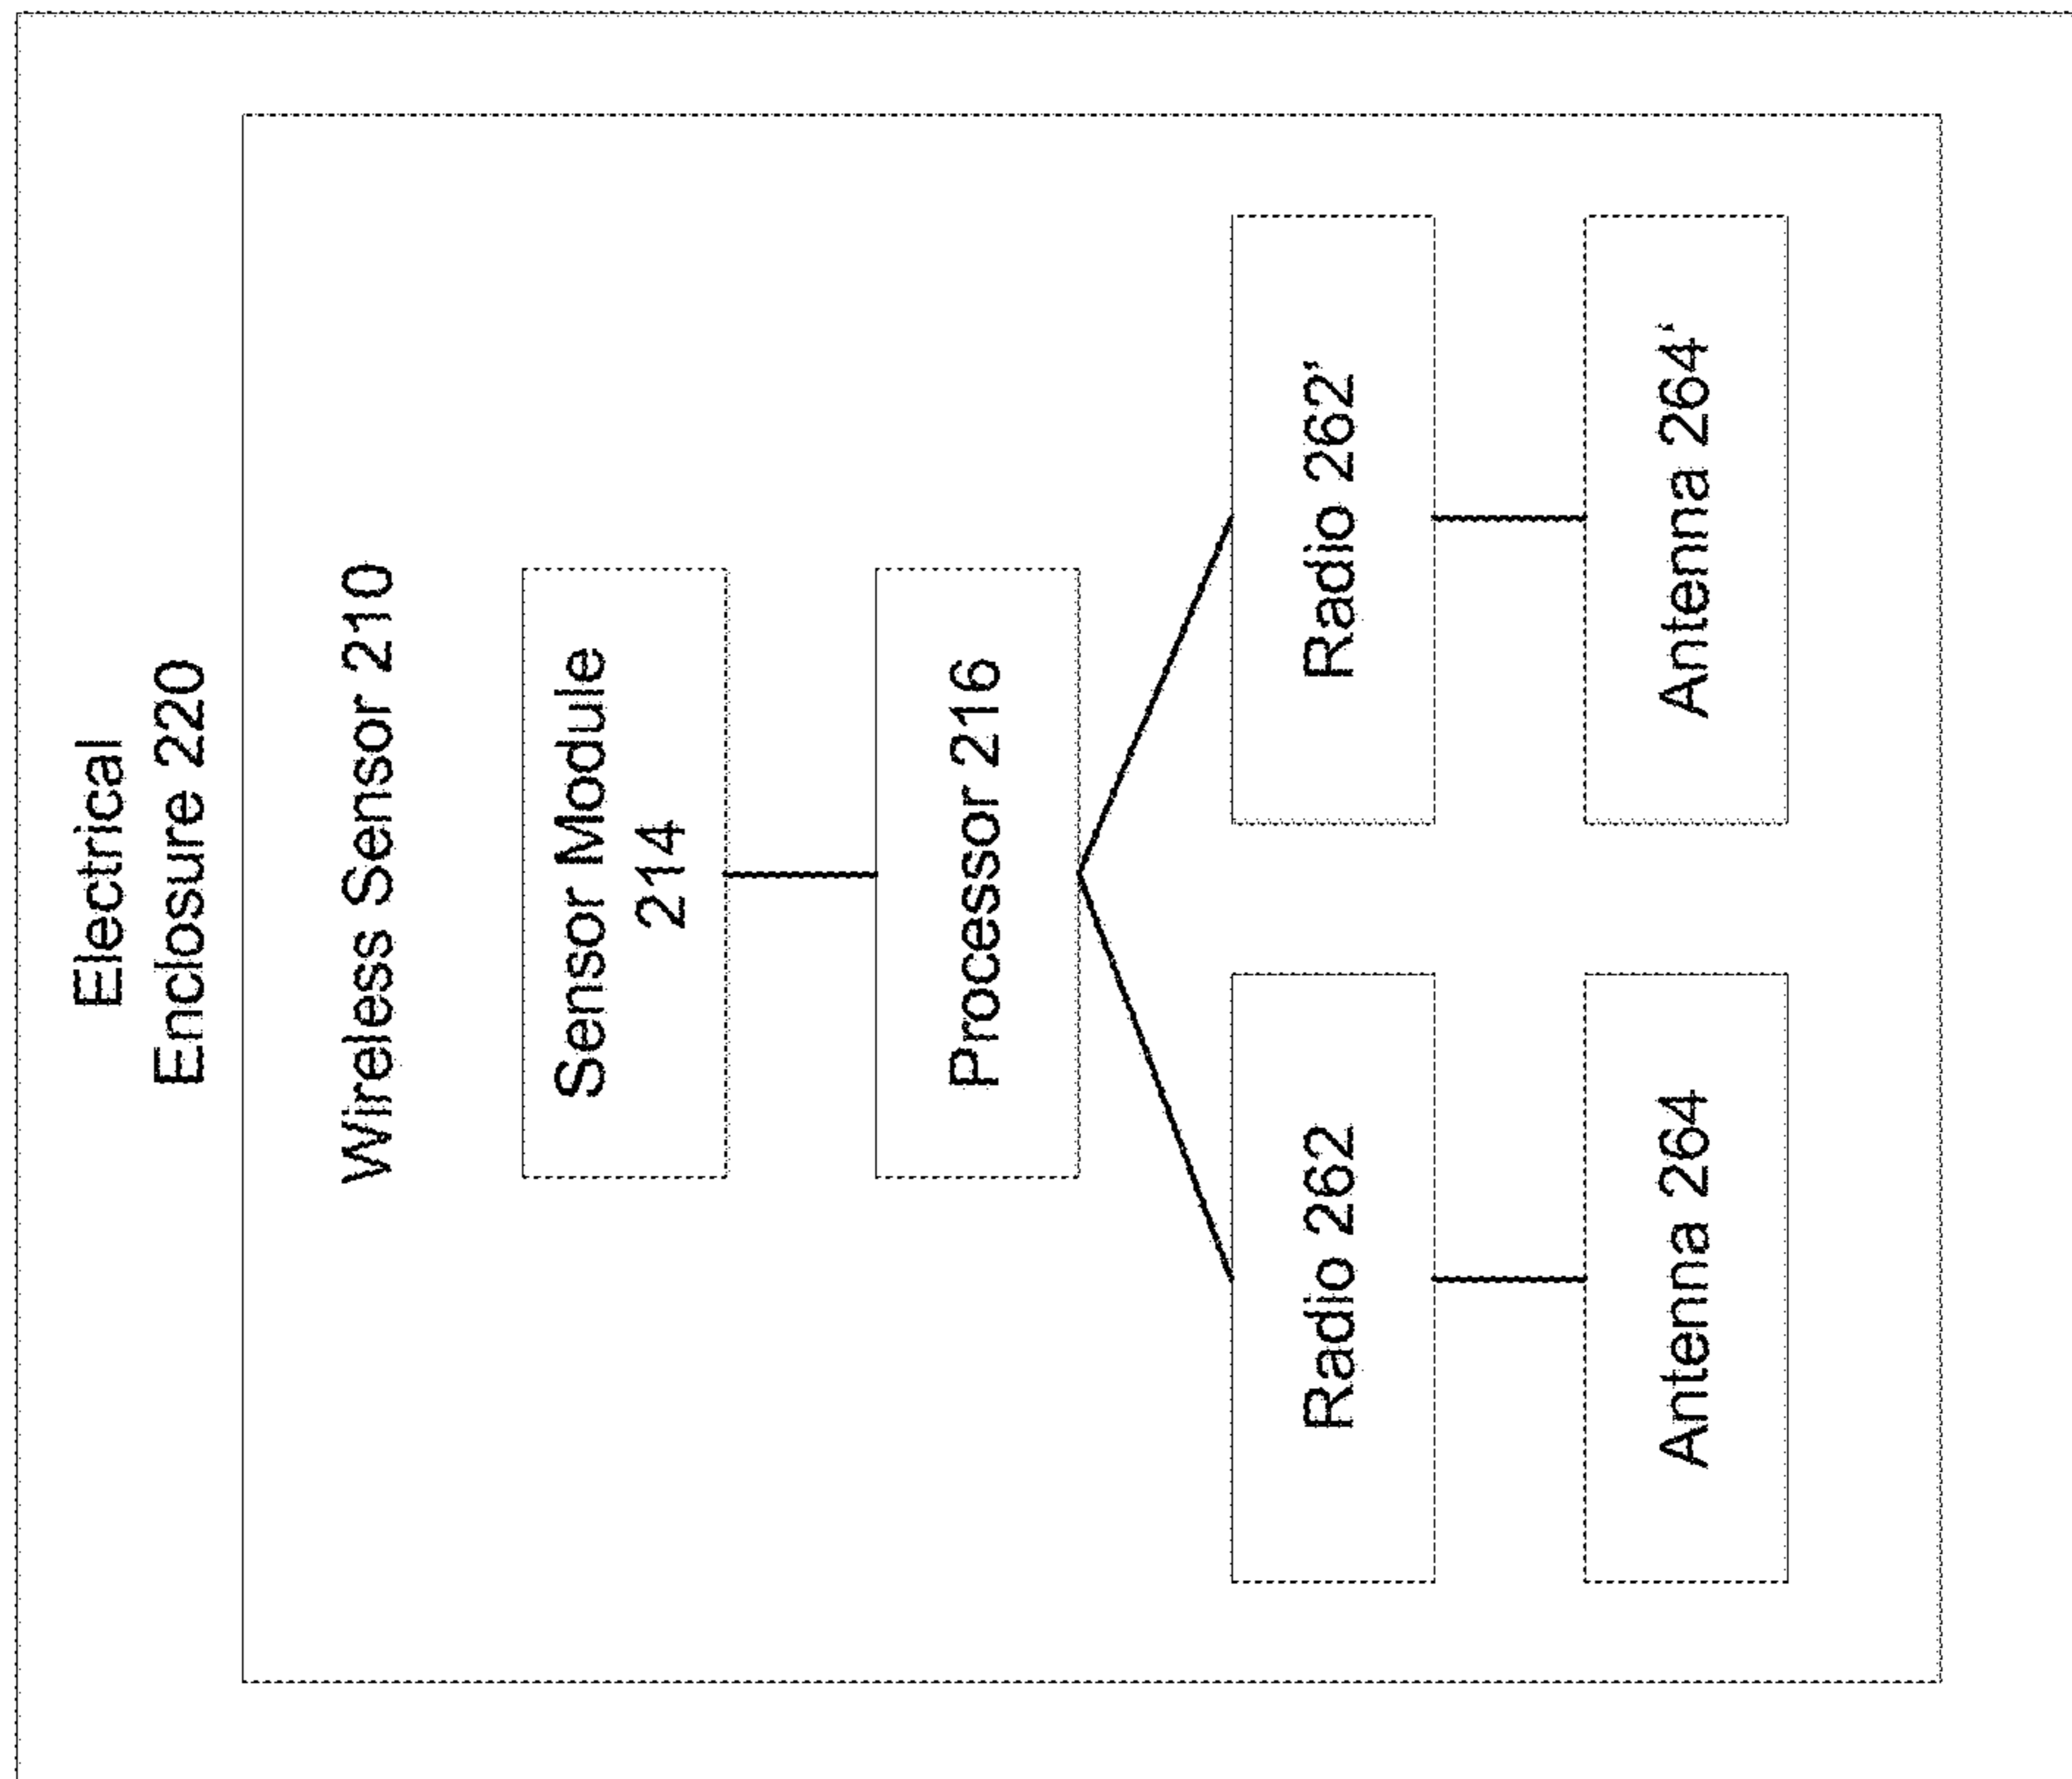 Electrical
Enclosure 220
Wireless Sensor 210
Sensor Module
214
Processor 216
Radio 262
Radio 262'
Antenna 264
Antenna 264'